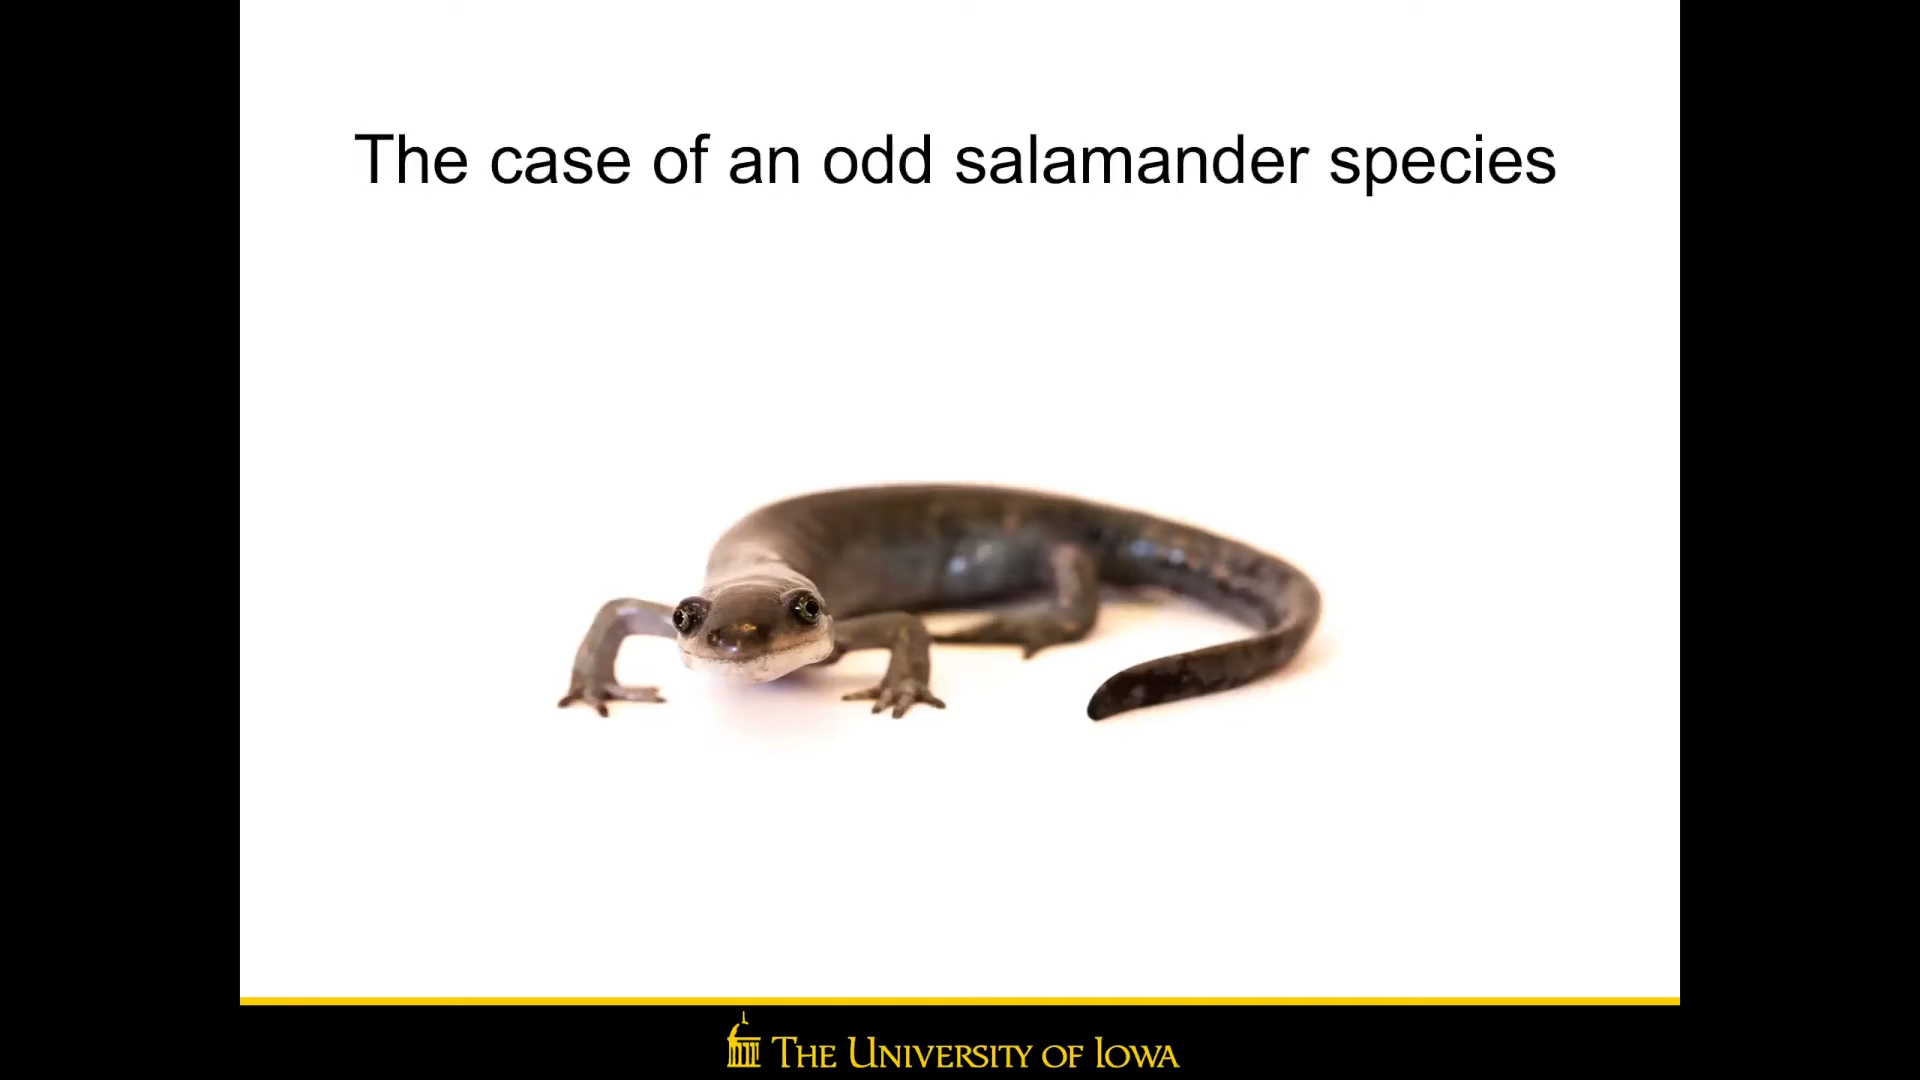 The case of an odd salamander species
THE UNIVERSITY OF IOWA